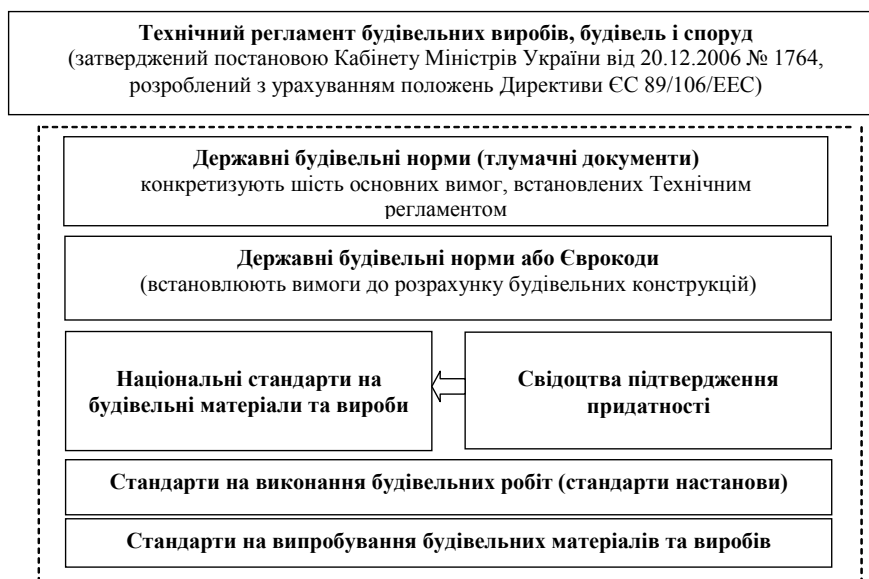 Технічний регламент будівельних виробів, будівель і споруд
(затверджений постановою Кабінету Міністрів України від 20.12.2006 № 1764,
розроблений з урахуванням положень Директиви ЄС 89/106/ЕЕС)
Державні будівельні норми (тлумачні документи)
конкретизують шість основних вимог, встановлених Технічним
регламентом
Державні будівельні норми або Єврокоди
(встановлюють вимоги до розрахунку будівельних конструкцій)
Національні стандарти на
будівельні матеріали та вироби
Свідоцтва підтвердження
придатності
Стандарти на виконання будівельних робіт (стандарти настанови)
Стандарти на випробування будівельних матеріалів та виробів